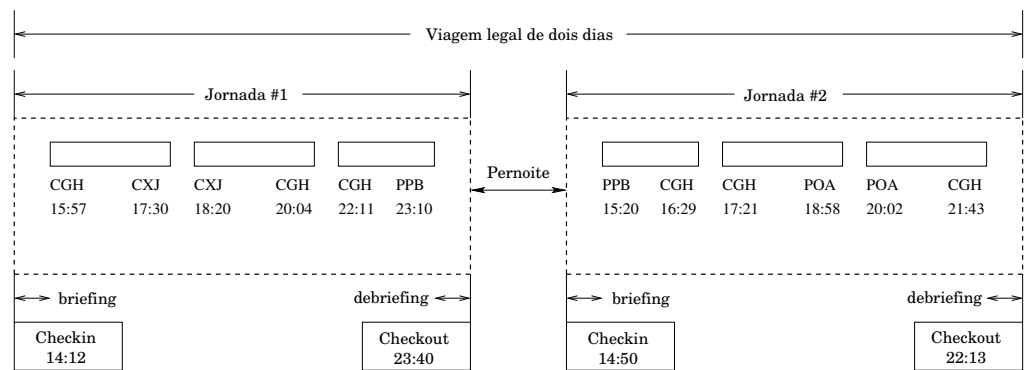 Viagem legal de dois dias
Jornada #1
Jornada #2
Pernoite
CGH CXJ CXJ CGH CGH PPB
15:57 17:30 18:20 20:04 22:11 23:10
PPB CGH CGH POA POA CGH
15:20 16:29 17:21 18:58 20:02 21:43
briefing
debriefing
briefing
debriefing
Checkin
14:12
Checkout
23:40
Checkin
14:50
Checkout
22:13